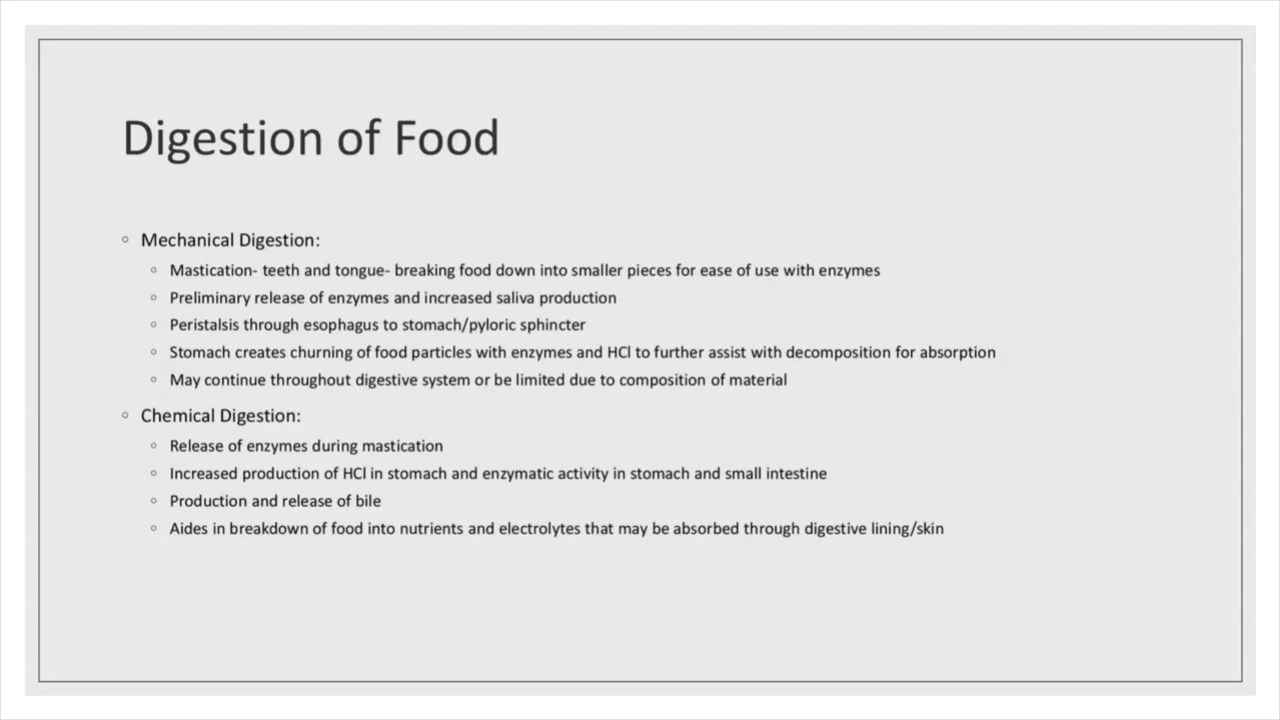 Digestion of Food
◦ Mechanical Digestion:
◦ Mastication- teeth and tongue- breaking food down into smaller pieces for ease of use with enzymes
◦ Preliminary release of enzymes and increased saliva production
◦ Peristalsis through esophagus to stomach/pyloric sphincter
◦ Stomach creates churning of food particles with enzymes and HCl to further assist with decomposition for absorption
◦ May continue throughout digestive system or be limited due to composition of material
◦ Chemical Digestion:
◦ Release of enzymes during mastication
◦ Increased production of HCl in stomach and enzymatic activity in stomach and small intestine
◦ Production and release of bile
◦ Aides in breakdown of food into nutrients and electrolytes that may be absorbed through digestive lining/skin